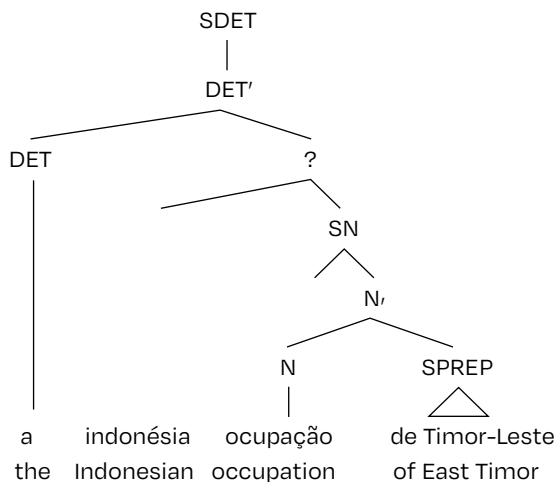 SDET
DET′
DET ?
SN
N′
N SPREP
a indonésia ocupação de Timor-Leste
the Indonesian occupation of East Timor